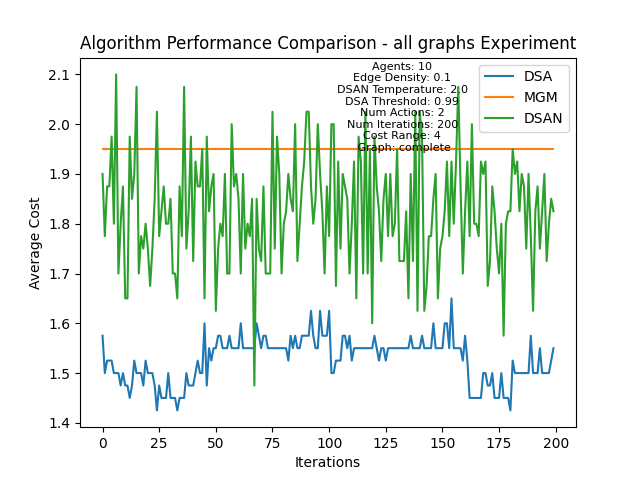 Algorithm Performance Comparison - all graphs Experiment
Agents: 10
Edge Density: 0.1
DSAN Temperature: 2.0
DSA Threshold: 0.99
Num Actions: 2
Num Iterations: 200
Cost Range: 4
Graph: complete
DSA
MGM
DSAN
2.1
2.0
1.9
1.8
1.7
1.6
1.5
1.4
Average Cost
0 25 50 75 100 125 150 175 200
Iterations